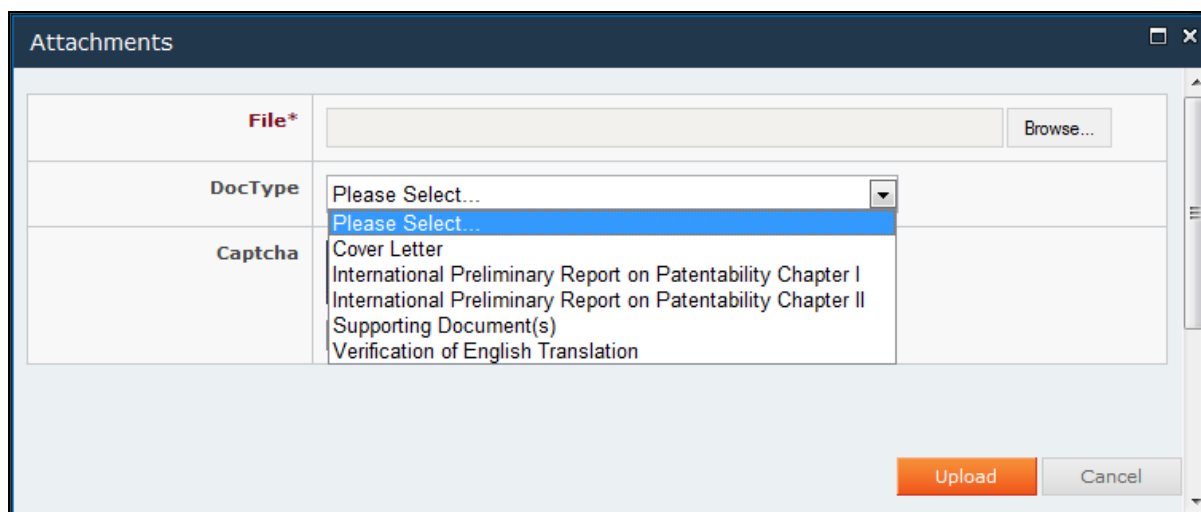 Attachments
File*
Browse...
DocType
Please Select...
Please Select...
Captcha
Cover Letter
International Preliminary Report on Patentability Chapter I
International Preliminary Report on Patentability Chapter II
Supporting Document(s)
Verification of English Translation
Upload
Cancel